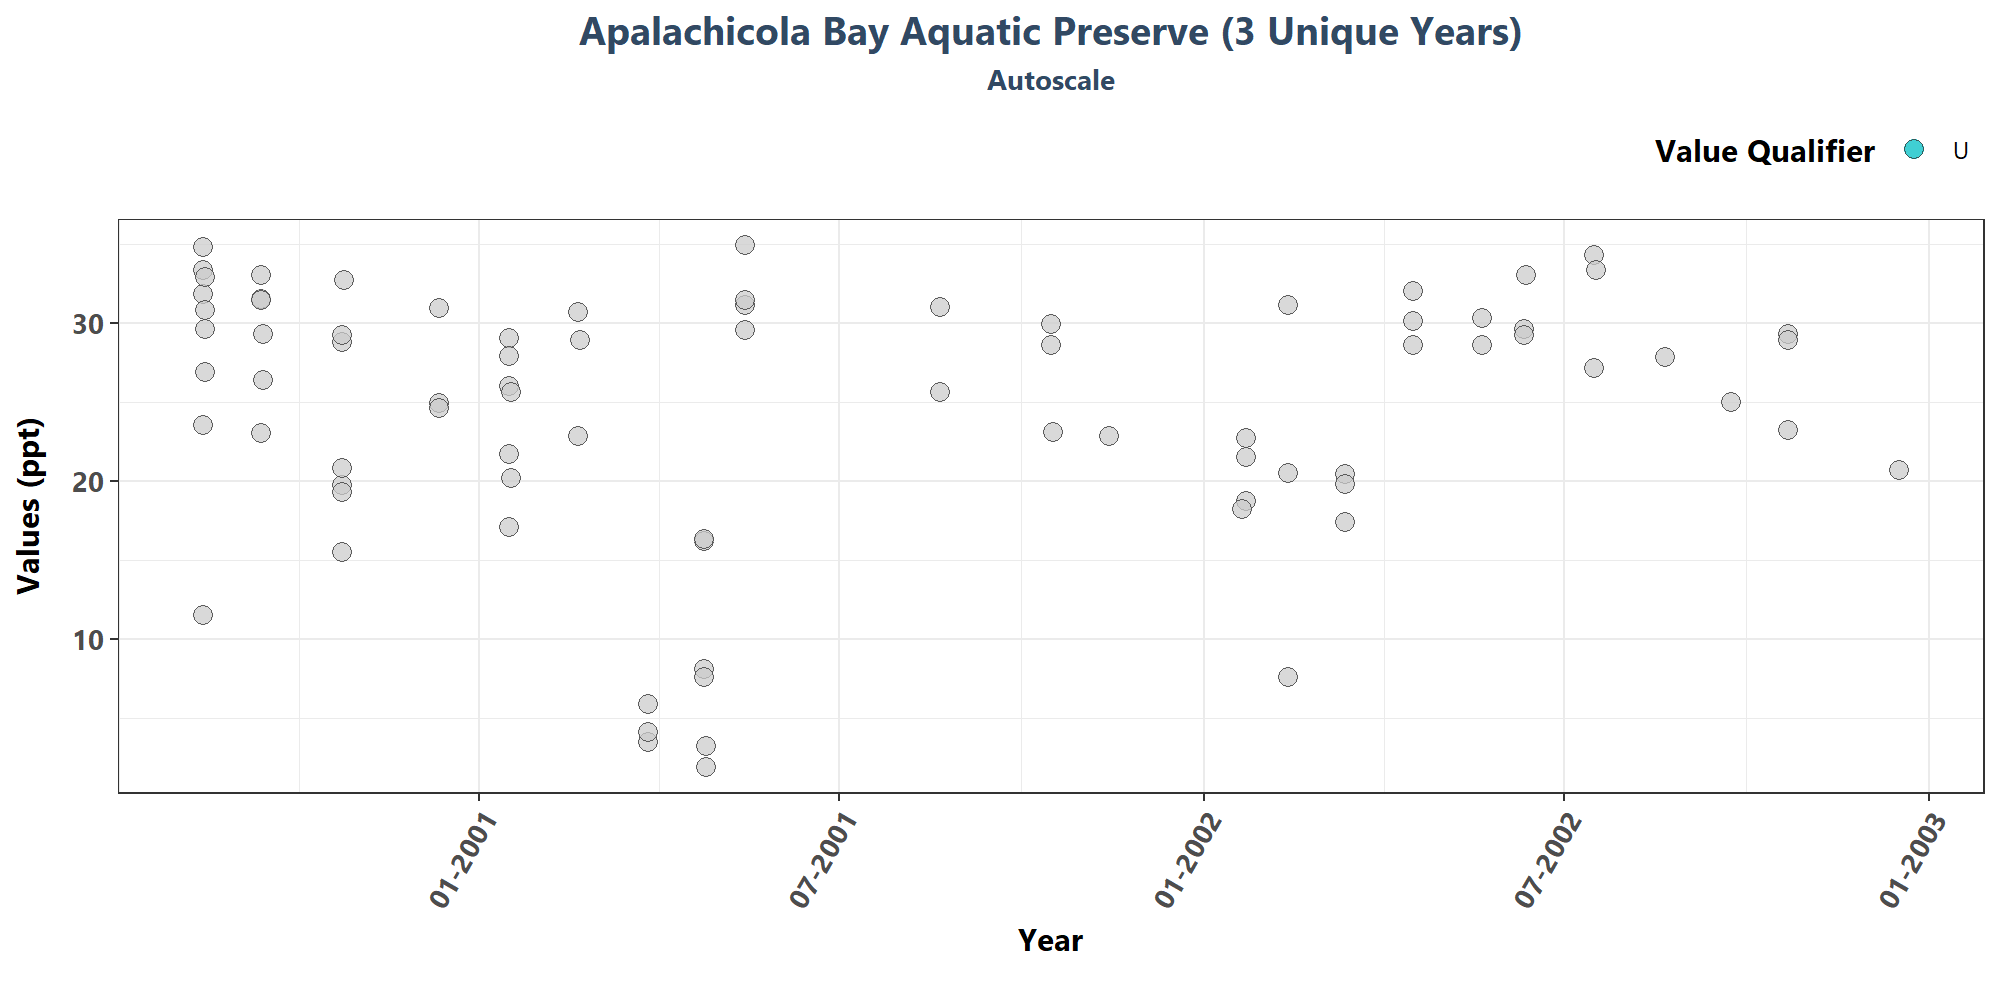 Apalachicola Bay Aquatic Preserve (3 Unique Years)
Autoscale
Value Qualifier U
Values (ppt)
30
20
10
01-2001
07-2001
01-2002
07-2002
01-2003
Year